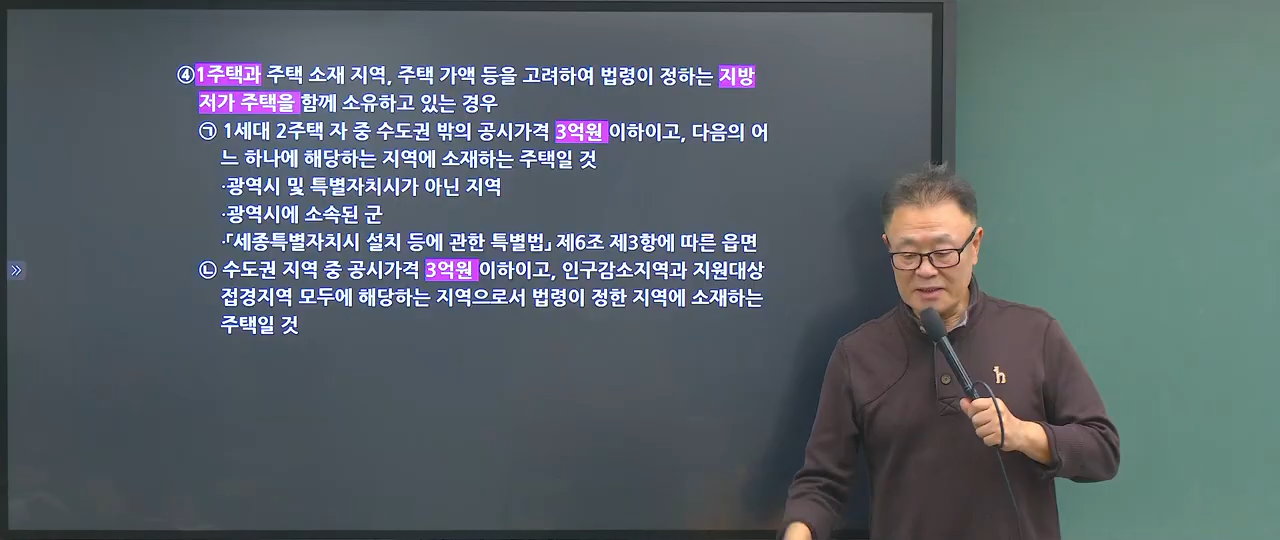 ④1주택과 주택 소재 지역, 주택 가액 등을 고려하여 법령이 정하는 지방
저가 주택을 함께 소유하고 있는 경우
㉠ 1세대 2주택 자 중 수도권 밖의 공시가격 3억원 이하이고, 다음의 어
느 하나에 해당하는 지역에 소재하는 주택일 것
·광역시 및 특별자치시가 아닌 지역
·광역시에 소속된 군
·「세종특별자치시 설치 등에 관한 특별법」 제6조 제3항에 따른 읍면
㉡ 수도권 지역 중 공시가격 3억원 이하이고, 인구감소지역과 지원대상
접경지역 모두에 해당하는 지역으로서 법령이 정한 지역에 소재하는
주택일 것
h